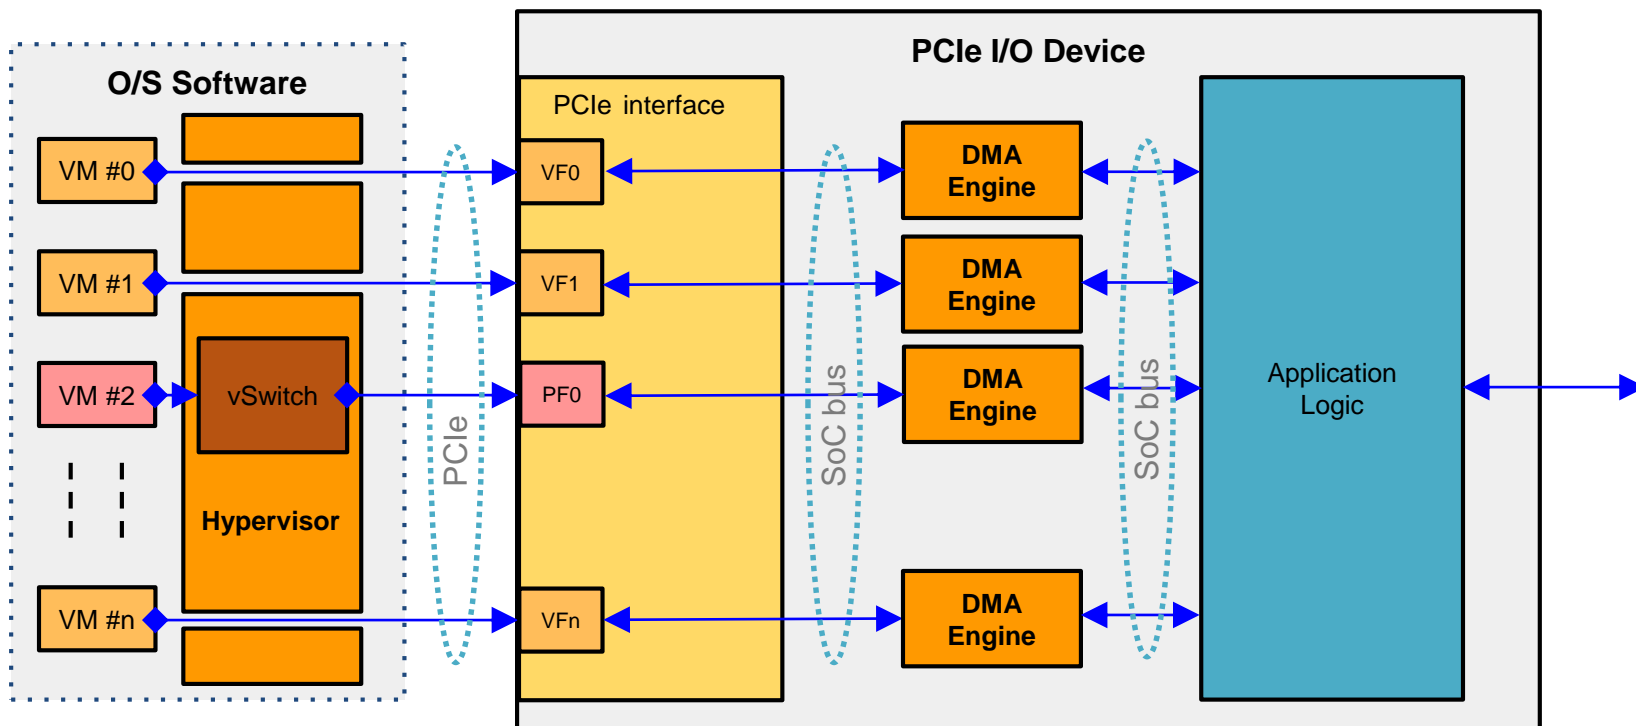 PCIe I/O Device
O/S Software
PCIe interface
VM #0
VF0
DMA
Engine
VM #1
VF1
DMA
Engine
VM #2
vSwitch
PF0
DMA
Engine
Application
Logic
PCIe
SoC bus
SoC bus
Hypervisor
VM #n
VFn
DMA
Engine